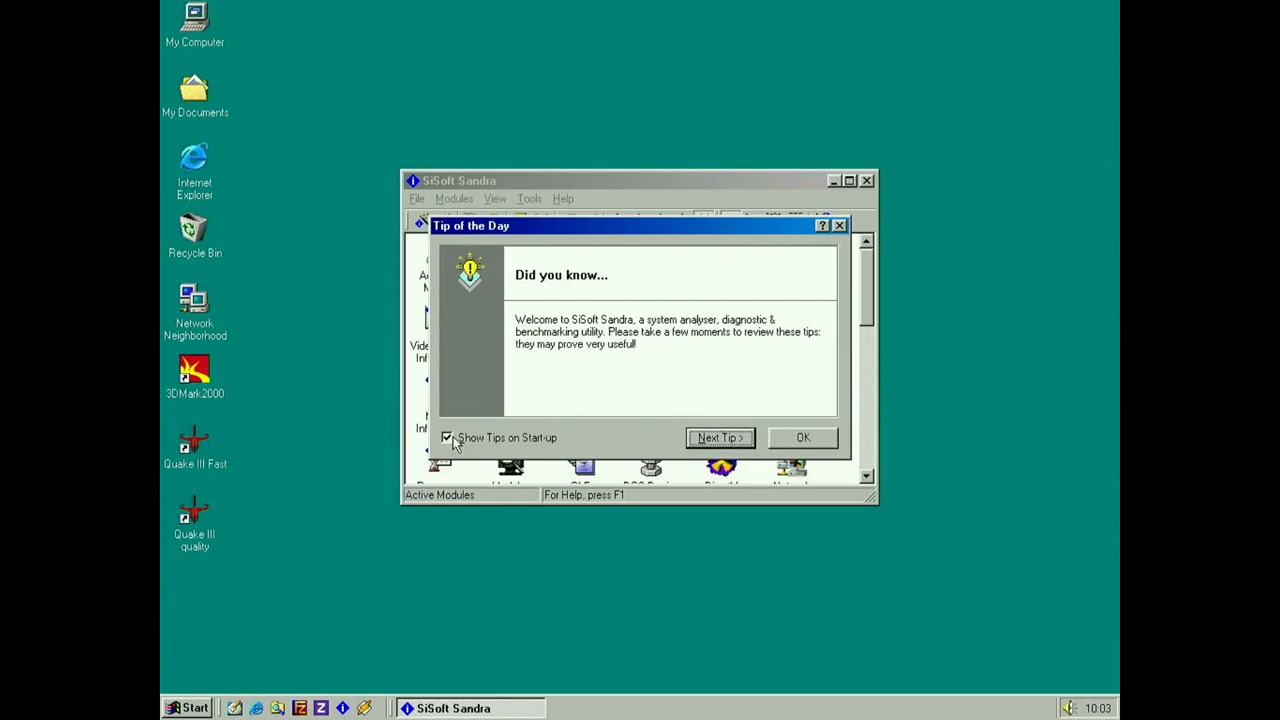 My Computer
My Documents
Internet
Explorer
Recycle Bin
Network
Neighborhood
3DMark2000
Quake III Fast
Quake III
quality
SiSoft Sandra
File Modules View Tools Help
Tip of the Day
Did you know...
Welcome to SiSoft Sandra, a system analyser, diagnostic &
benchmarking utility. Please take a few moments to review these tips:
they may prove very useful!
Show Tips on Start-up
Next Tip >
OK
Active Modules
For Help, press F1
Start
SiSoft Sandra
10:03